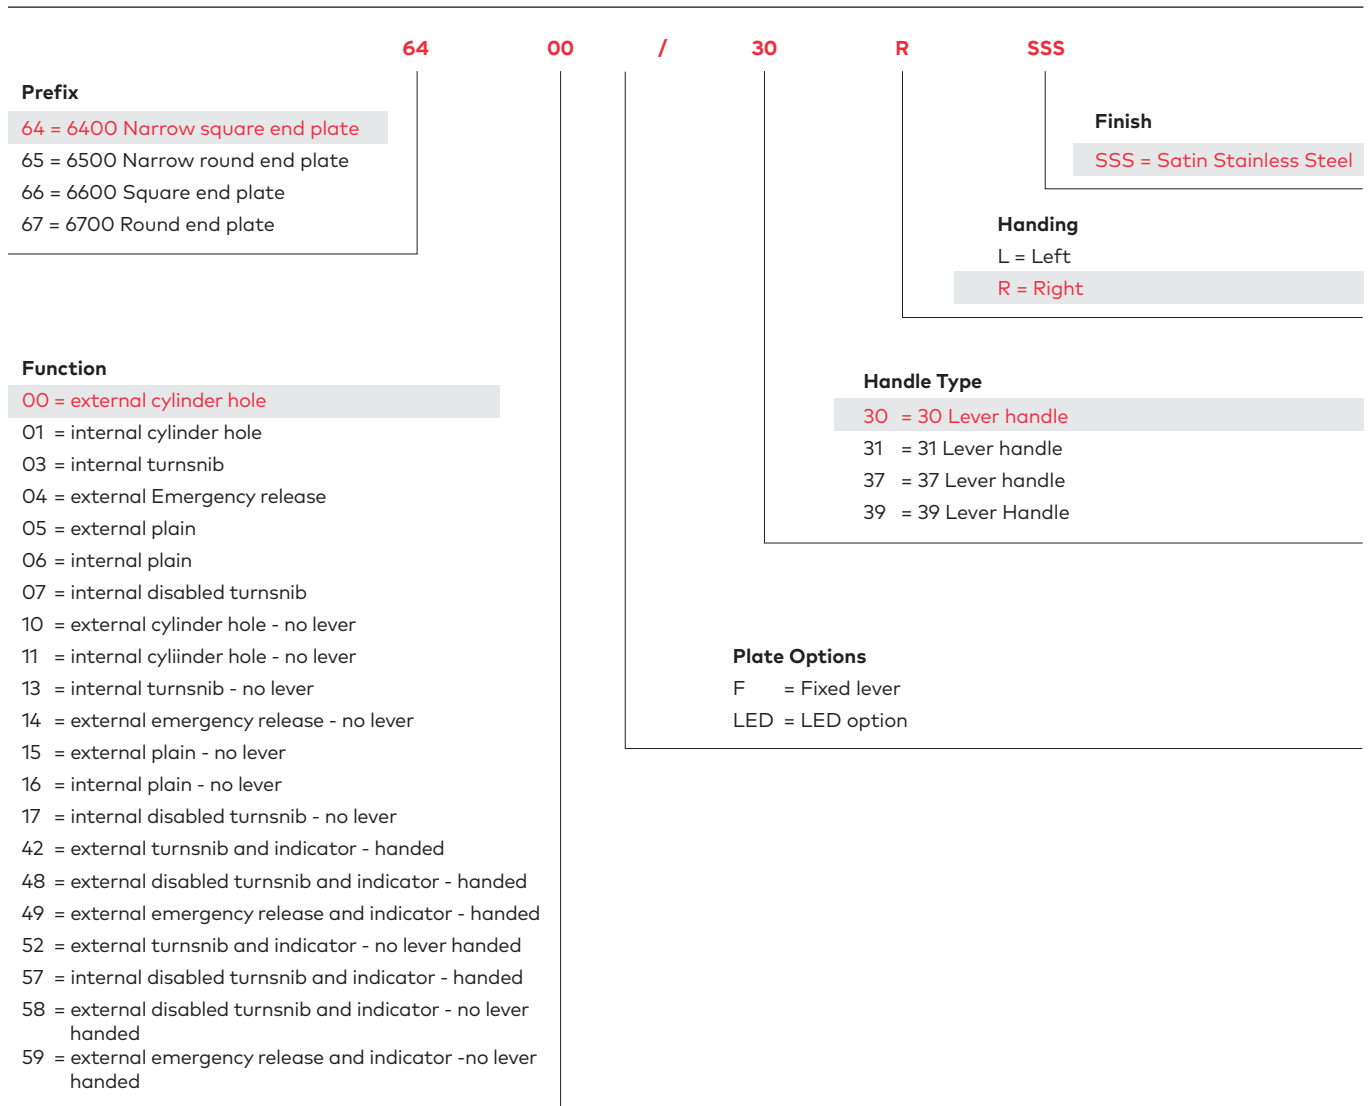 64 00 / 30 R SSS
Prefix
64 = 6400 Narrow square end plate
65 = 6500 Narrow round end plate
66 = 6600 Square end plate
67 = 6700 Round end plate
Finish
SSS = Satin Stainless Steel
Handing
L = Left
R = Right
Function
00 = external cylinder hole
01 = internal cylinder hole
03 = internal turnsnib
04 = external Emergency release
05 = external plain
06 = internal plain
07 = internal disabled turnsnib
10 = external cylinder hole - no lever
11 = internal cyliinder hole - no lever
13 = internal turnsnib - no lever
14 = external emergency release - no lever
15 = external plain - no lever
16 = internal plain - no lever
17 = internal disabled turnsnib - no lever
42 = external turnsnib and indicator - handed
48 = external disabled turnsnib and indicator - handed
49 = external emergency release and indicator - handed
52 = external turnsnib and indicator - no lever handed
57 = internal disabled turnsnib and indicator - handed
58 = external disabled turnsnib and indicator - no lever
handed
59 = external emergency release and indicator -no lever
handed
Handle Type
30 = 30 Lever handle
31 = 31 Lever handle
37 = 37 Lever handle
39 = 39 Lever Handle
Plate Options
F = Fixed lever
LED = LED option